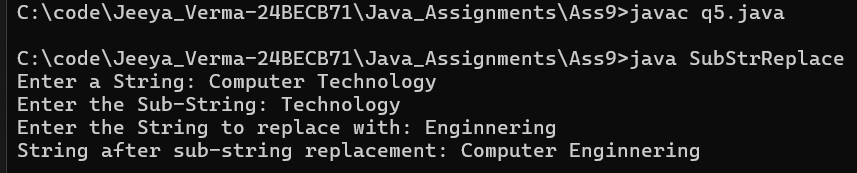 C:\code\Jeeya_Verma-24BECB71\Java_Assignments\Ass9>javac q5.java
C:\code\Jeeya_Verma-24BECB71\Java_Assignments\Ass9>java SubStrReplace
Enter a String: Computer Technology
Enter the Sub-String: Technology
Enter the String to replace with: Enginnering
String after sub-string replacement: Computer Enginnering